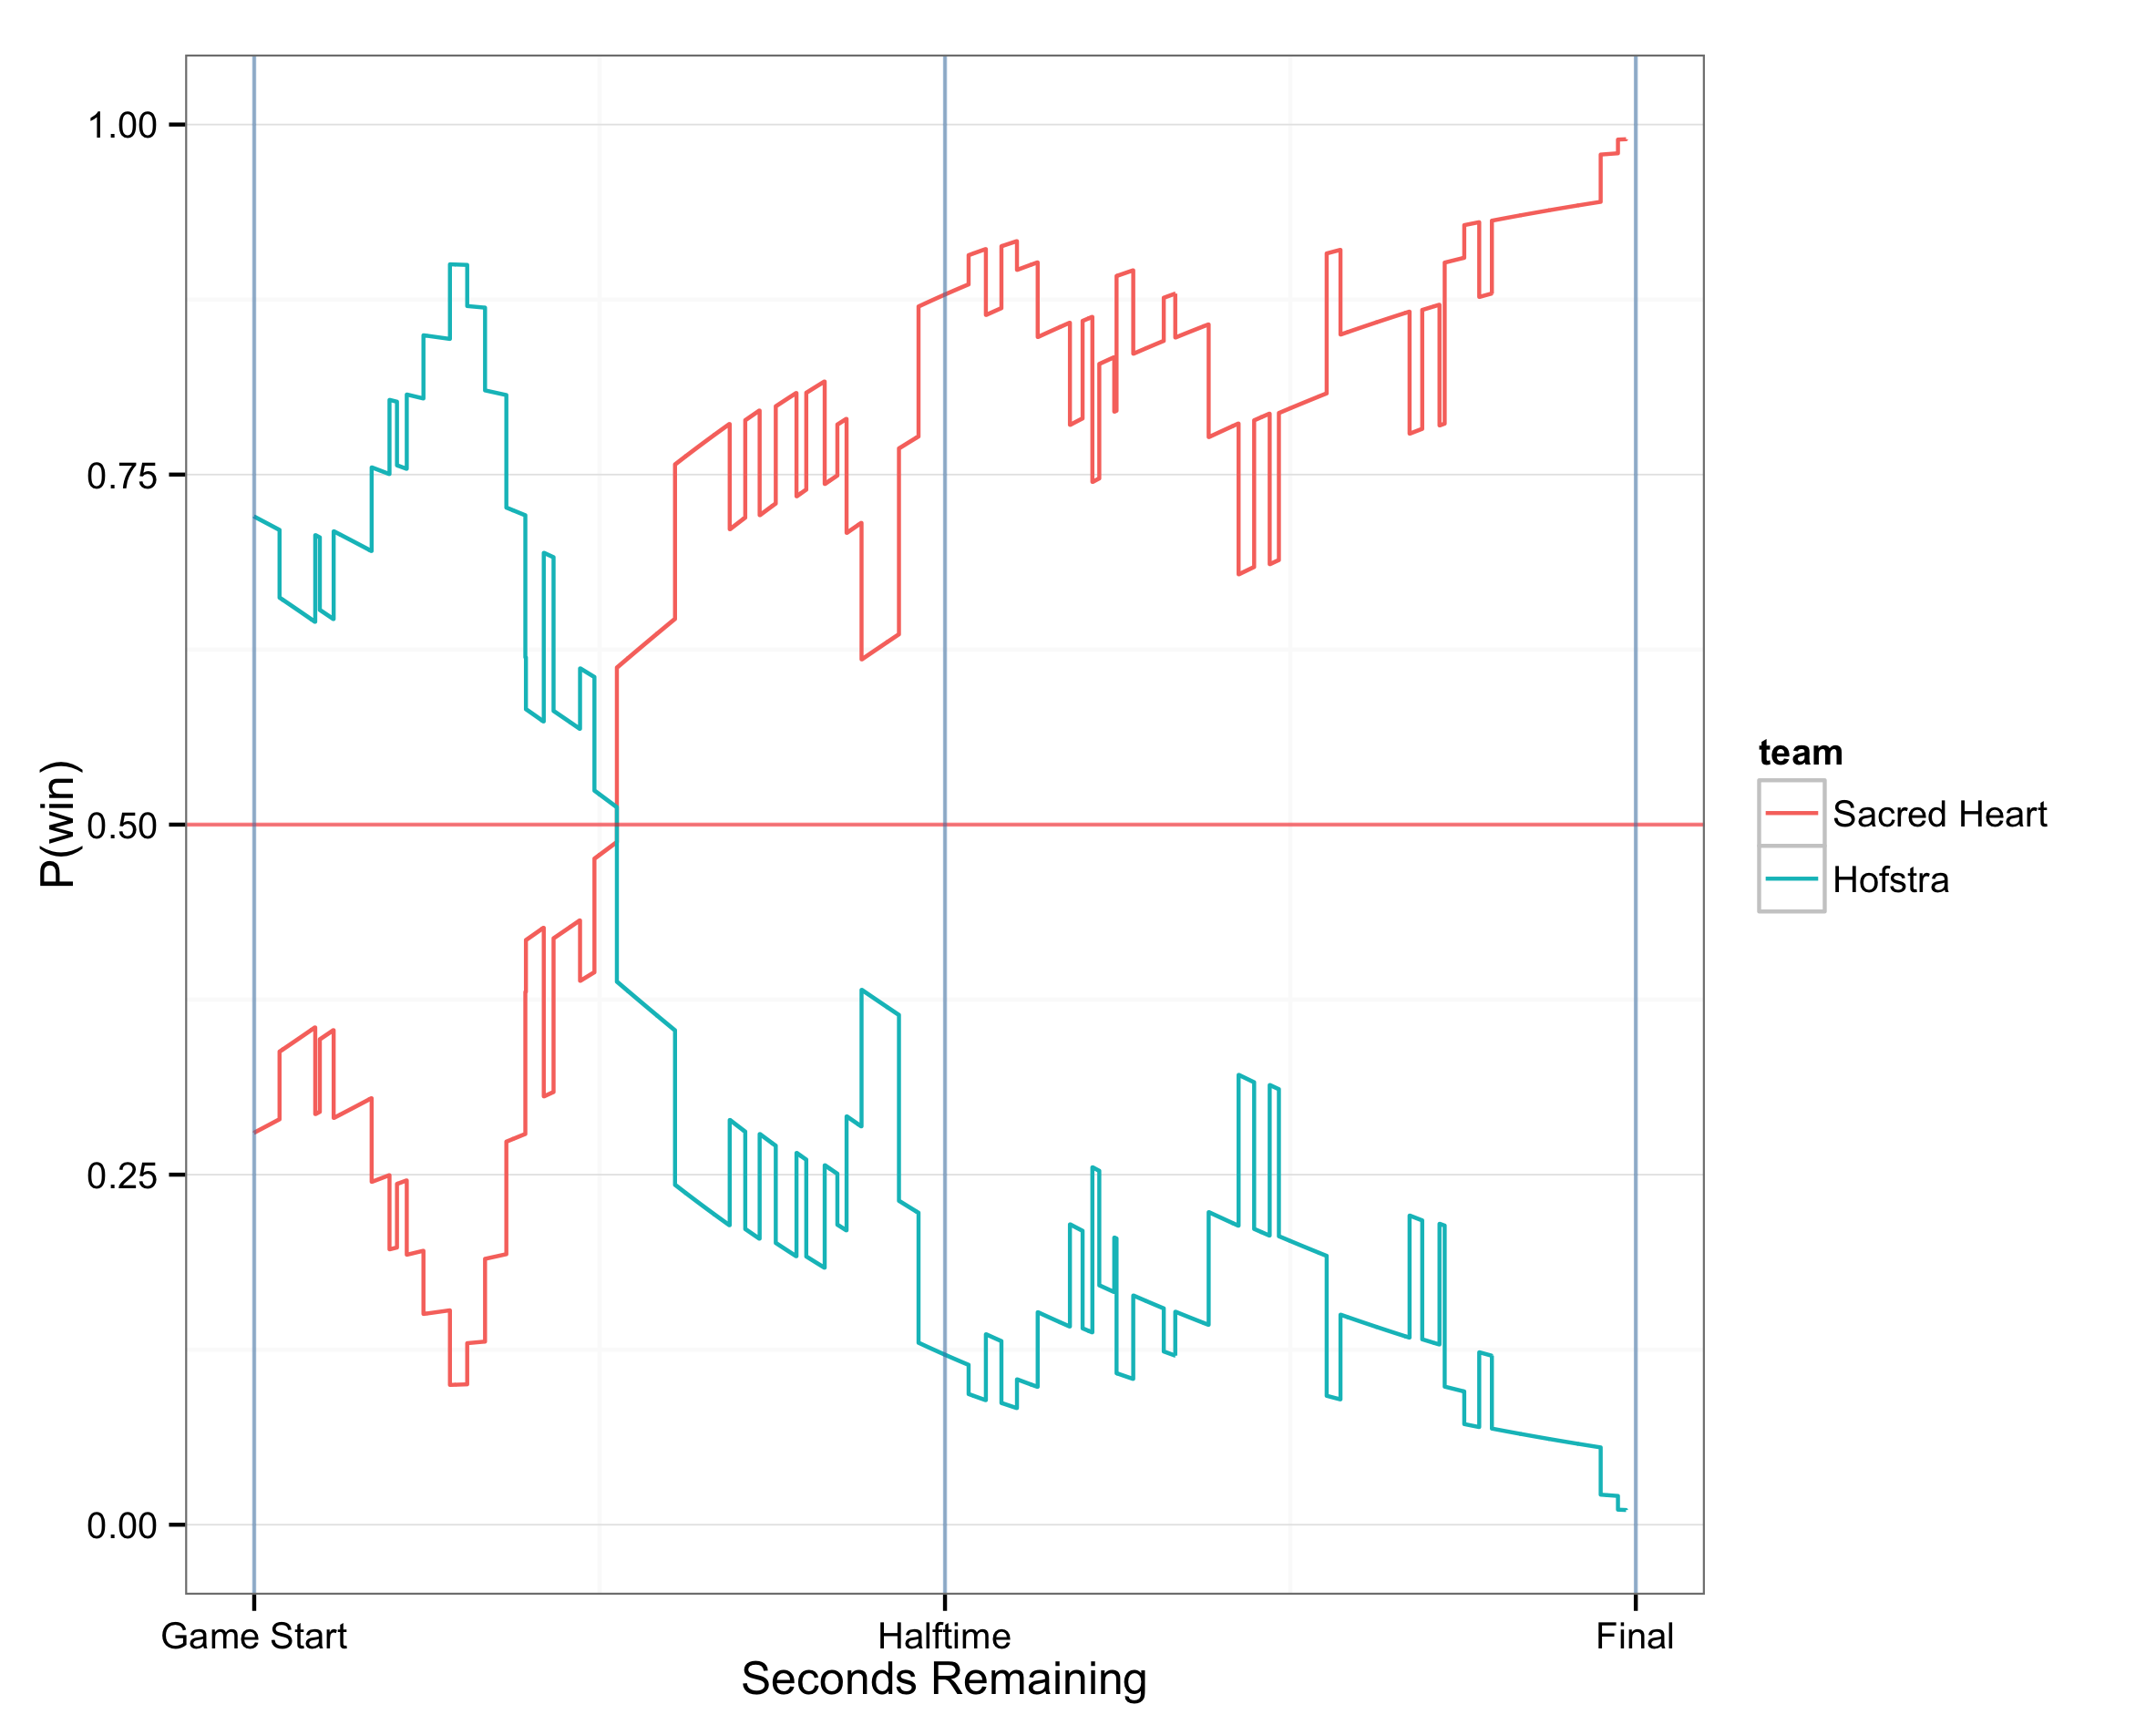 1.00
0.75
0.50
0.25
0.00
P(win)
Game Start
Halftime
Final
Seconds Remaining
team
Sacred Heart
Hofstra